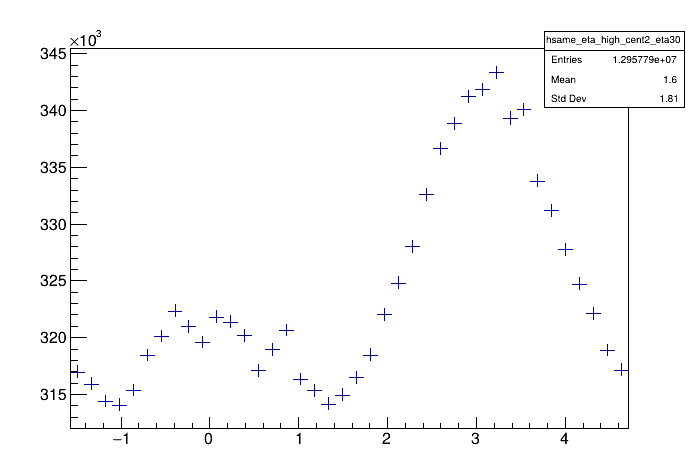 ×10³
hsame_eta_high_cent2_eta30
Entries 1.295779e+07
Mean 1.6
Std Dev 1.81
345
340
335
330
325
320
315
−1 0 1 2 3 4